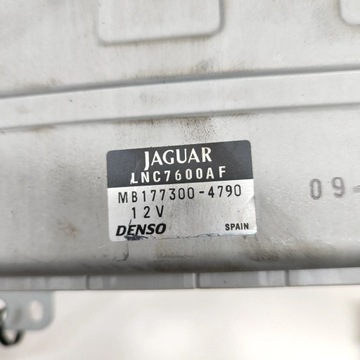 JAGUAR
LNC7600AF
MB177300-4790
12V
DENSO SPAIN
09-